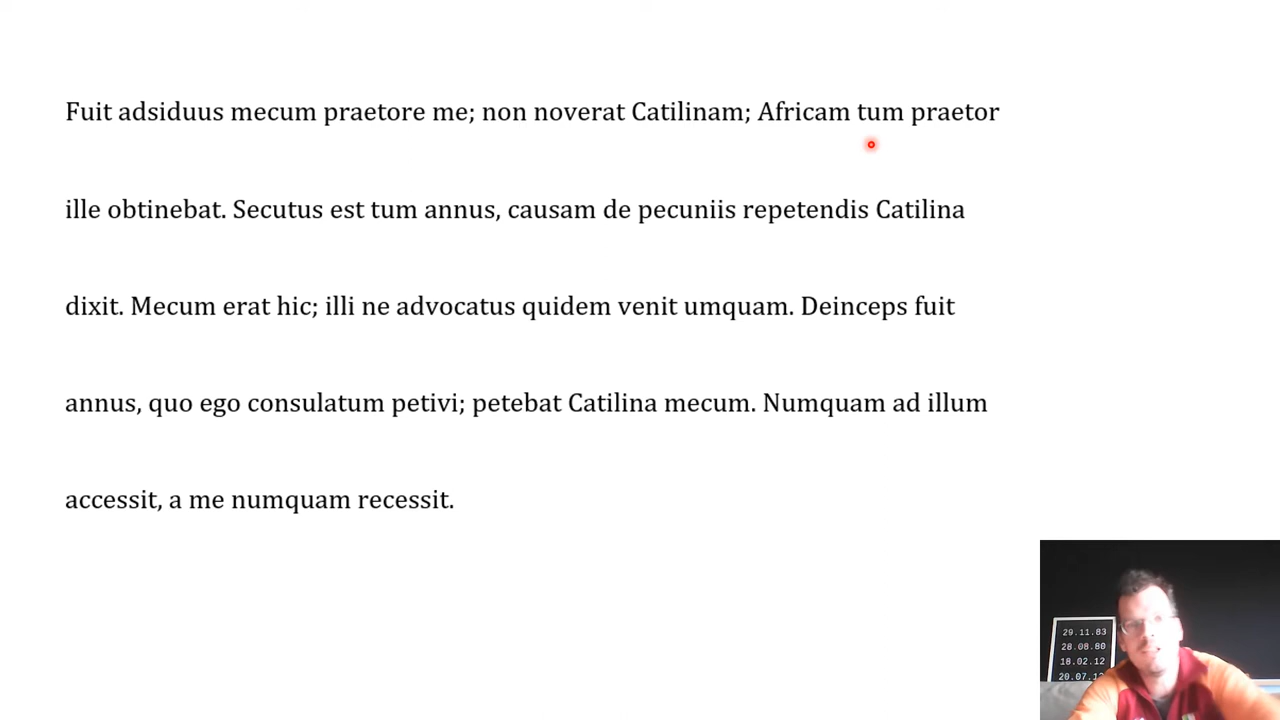 Fuit adsiduus mecum praetore me; non noverat Catilinam; Africam tum praetor
ille obtinebat. Secutus est tum annus, causam de pecuniis repetendis Catilina
dixit. Mecum erat hic; illi ne advocatus quidem venit umquam. Deinceps fuit
annus, quo ego consulatum petivi; petebat Catilina mecum. Numquam ad illum
accessit, a me numquam recessit.
29.11.83
28.08.80
18.02.12